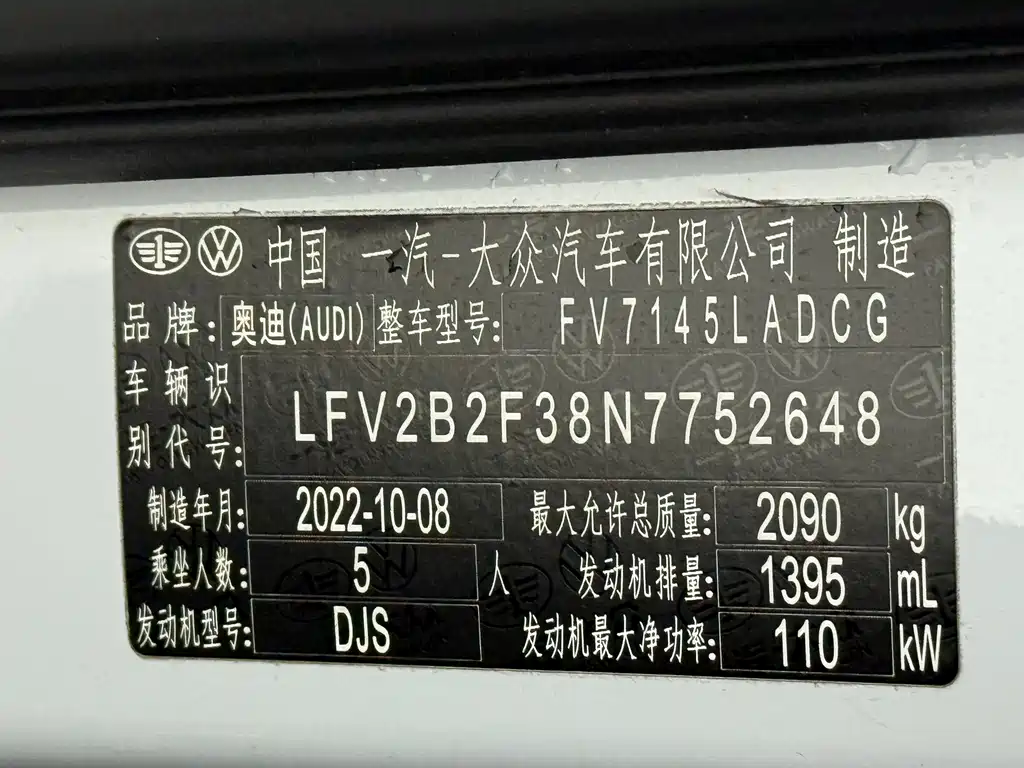 中国 一汽-大众汽车有限公司 制造
品牌: 奥迪(AUDI) 整车型号: FV7145LADCG
车辆识别代号: LFV2B2F38N7752648
制造年月: 2022-10-08 最大允许总质量: 2090 kg
乘坐人数: 5 人 发动机排量: 1395 mL
发动机型号: DJS 发动机最大净功率: 110 kW